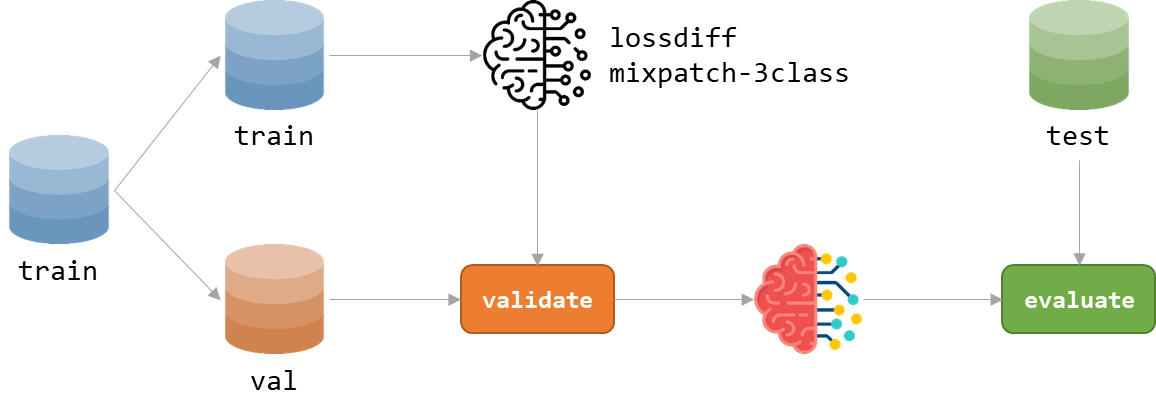 lossdiff
mixpatch-3class
train
test
train
validate
evaluate
val